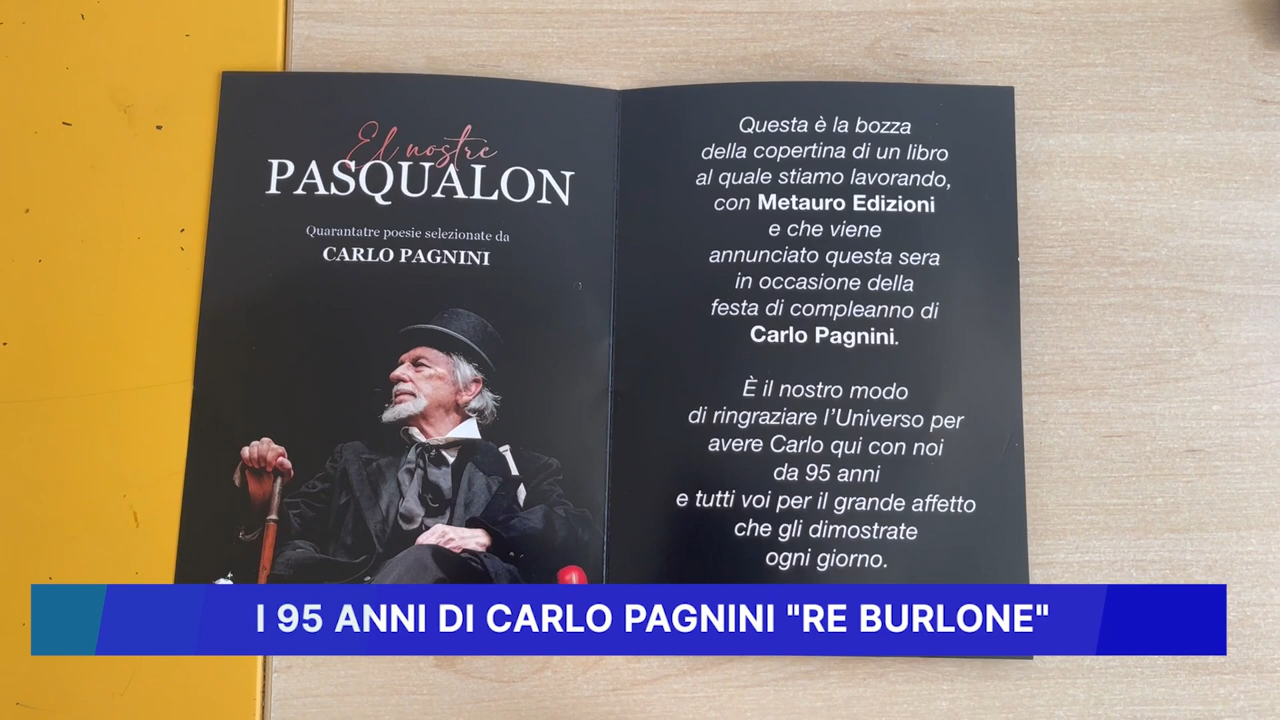 El nostre
PASQUALON
Quarantatre poesie selezionate da
CARLO PAGNINI
Questa è la bozza
della copertina di un libro
al quale stiamo lavorando,
con Metauro Edizioni
e che viene
annunciato questa sera
in occasione della
festa di compleanno di
Carlo Pagnini.
È il nostro modo
di ringraziare l'Universo per
avere Carlo qui con noi
da 95 anni
e tutti voi per il grande affetto
che gli dimostrate
ogni giorno.
I 95 ANNI DI CARLO PAGNINI "RE BURLONE"